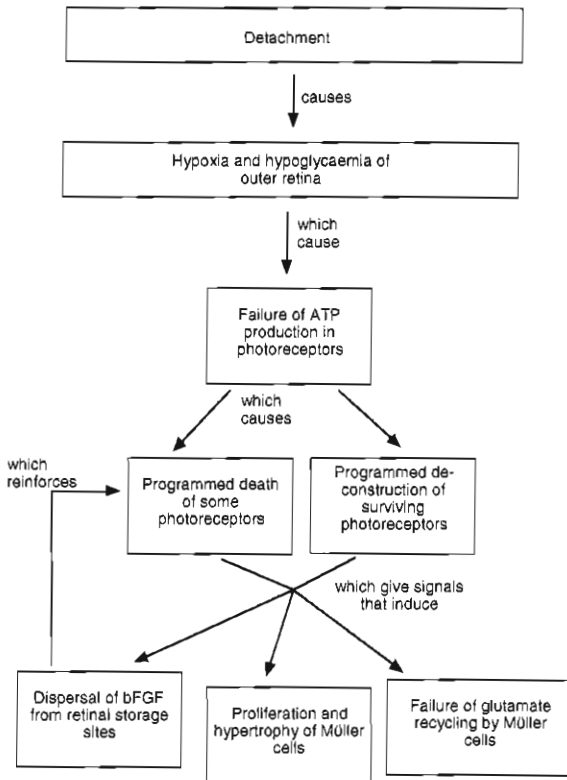 Detachment
causes
Hypoxia and hypoglycaemia of
outer retina
which
cause
Failure of ATP
production in
photoreceptors
which
causes
which
reinforces
Programmed death
of some
photoreceptors
Programmed de-
construction of
surviving
photoreceptors
which give signals
that induce
Dispersal of bFGF
from retinal storage
sites
Proliferation and
hypertrophy of Müller
cells
Failure of glutamate
recycling by Müller
cells